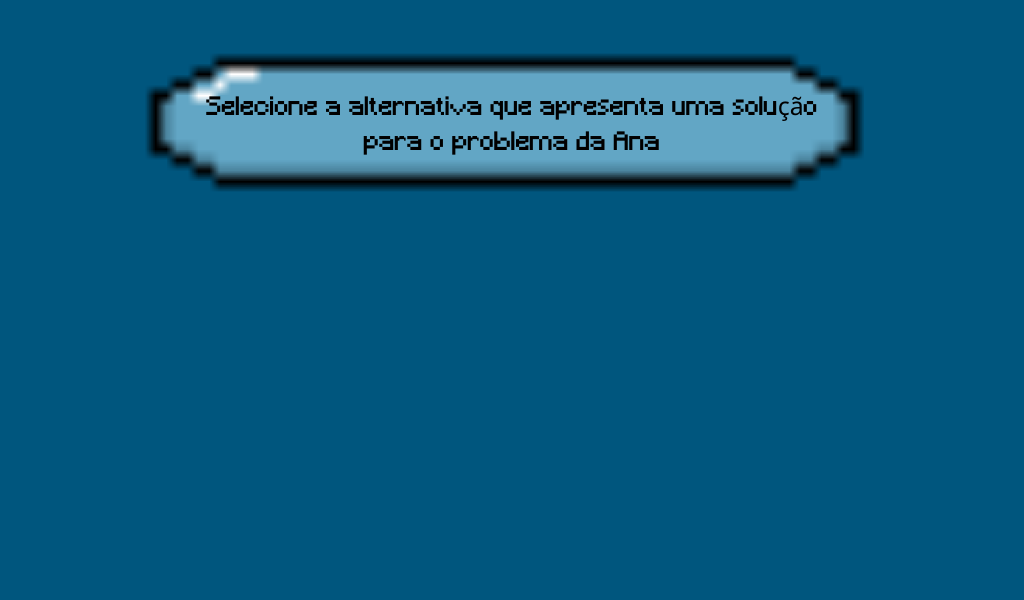 Selecione a alternativa que apresenta uma solução
para o problema da Ana